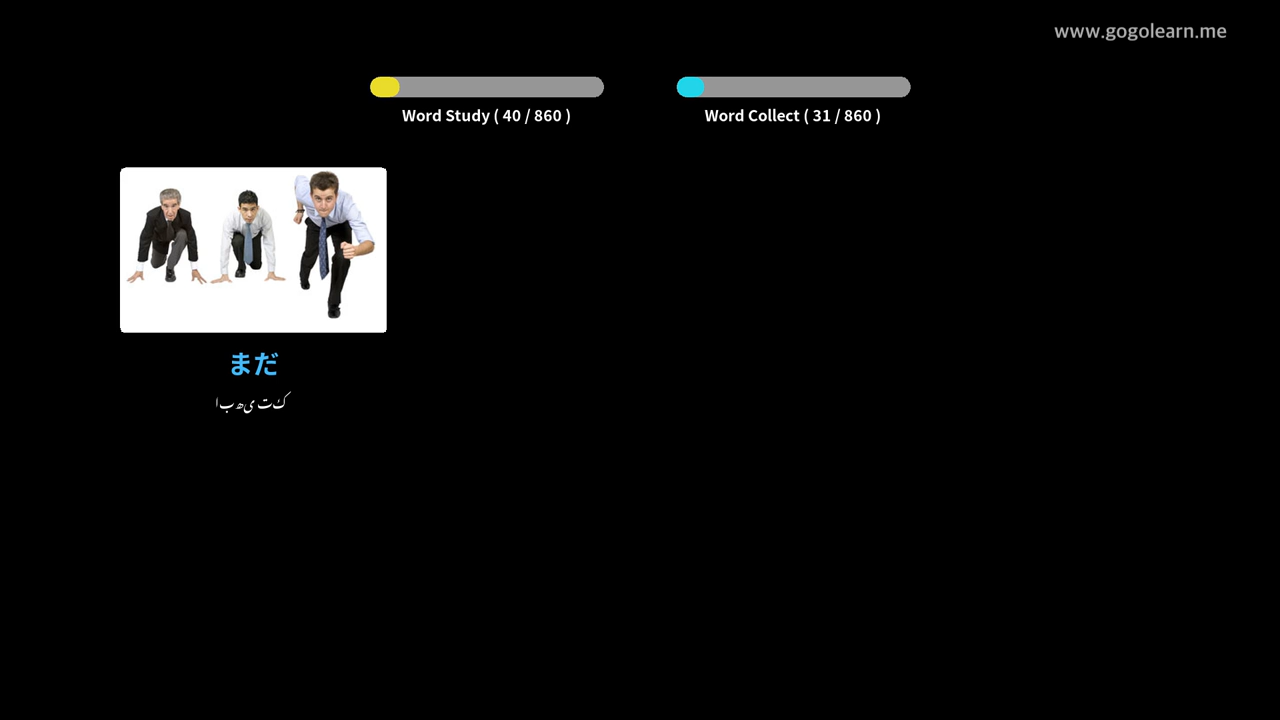 www.gogolearn.me
Word Study ( 40 / 860 )
Word Collect ( 31 / 860 )
まだ
ابھی تک